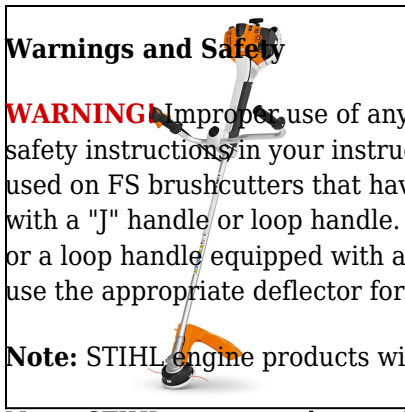 Warnings and Safety
WARNING! Improper use of any
safety instructions in your instru
used on FS brushcutters that hav
with a "J" handle or loop handle.
or a loop handle equipped with a
use the appropriate deflector for
Note: STIHL engine products wi